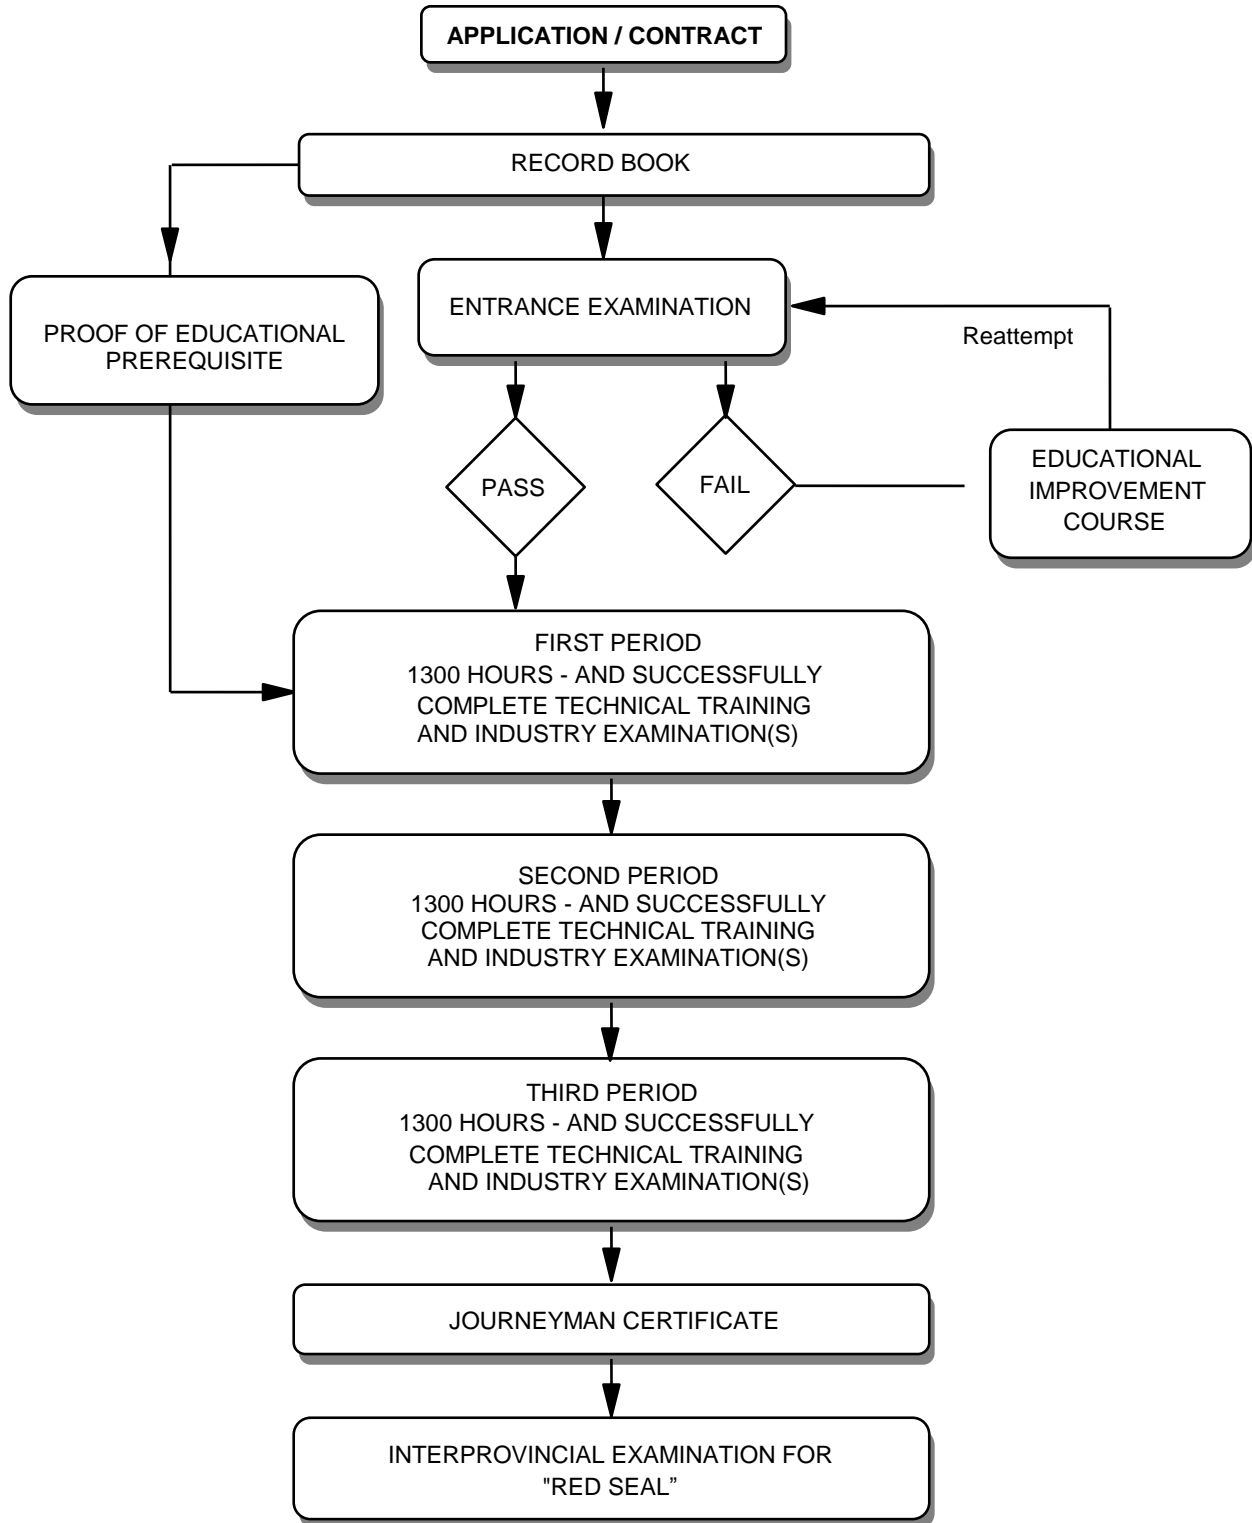 APPLICATION / CONTRACT
RECORD BOOK
PROOF OF EDUCATIONAL
PREREQUISITE
ENTRANCE EXAMINATION
Reattempt
PASS
FAIL
EDUCATIONAL
IMPROVEMENT
COURSE
FIRST PERIOD
1300 HOURS - AND SUCCESSFULLY
COMPLETE TECHNICAL TRAINING
AND INDUSTRY EXAMINATION(S)
SECOND PERIOD
1300 HOURS - AND SUCCESSFULLY
COMPLETE TECHNICAL TRAINING
AND INDUSTRY EXAMINATION(S)
THIRD PERIOD
1300 HOURS - AND SUCCESSFULLY
COMPLETE TECHNICAL TRAINING
AND INDUSTRY EXAMINATION(S)
JOURNEYMAN CERTIFICATE
INTERPROVINCIAL EXAMINATION FOR
"RED SEAL”